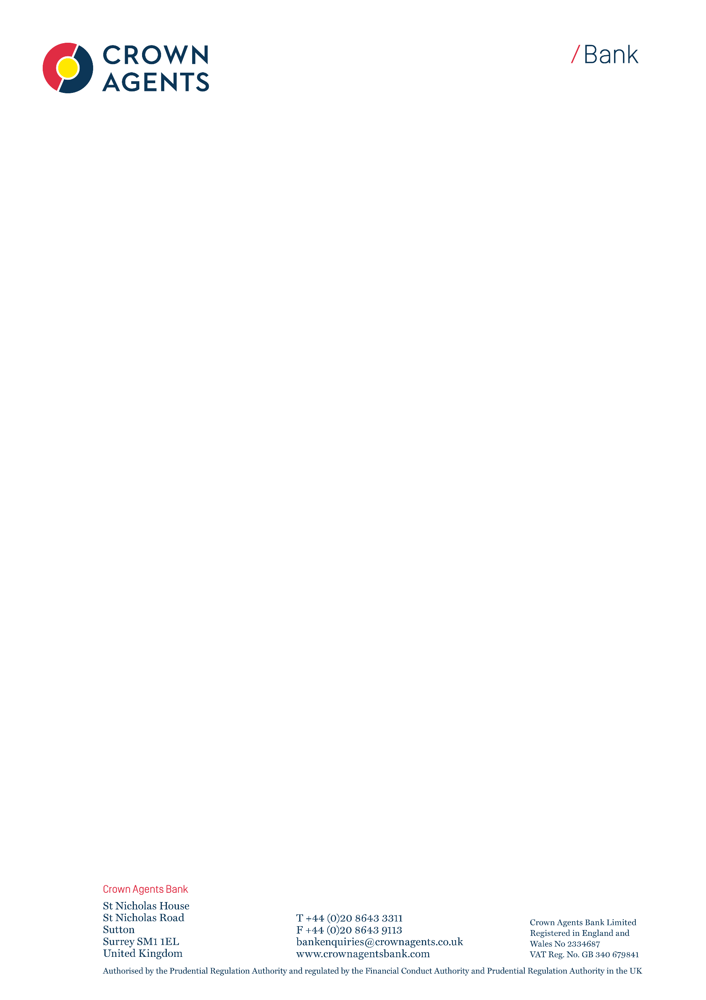 CROWN
AGENTS
/Bank
Crown Agents Bank
St Nicholas House
St Nicholas Road
Sutton
Surrey SM1 1EL
United Kingdom
T +44 (0)20 8643 3311
F +44 (0)20 8643 9113
bankenquiries@crownagents.co.uk
www.crownagentsbank.com
Crown Agents Bank Limited
Registered in England and
Wales No 2334687
VAT Reg. No. GB 340 679841
Authorised by the Prudential Regulation Authority and regulated by the Financial Conduct Authority and Prudential Regulation Authority in the UK